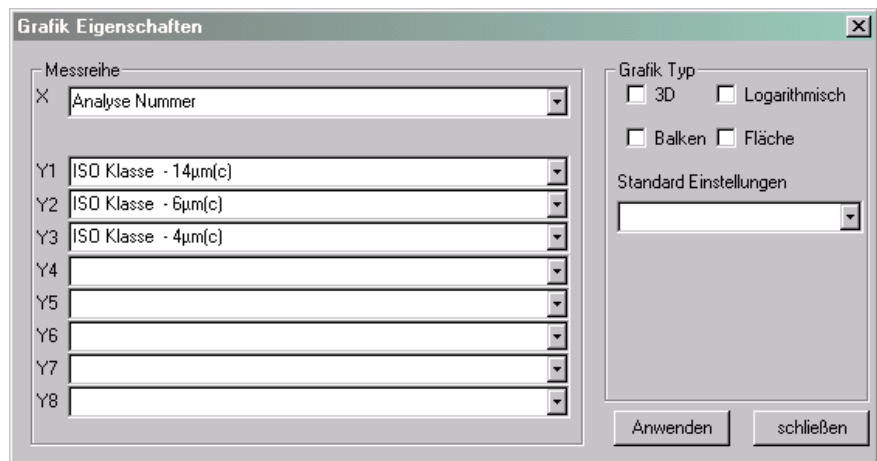 Grafik Eigenschaften
Messreihe
X Analyse Nummer
Y1 ISO Klasse - 14µm(c)
Y2 ISO Klasse - 6µm(c)
Y3 ISO Klasse - 4µm(c)
Y4
Y5
Y6
Y7
Y8
Grafik Typ
3D Logarithmisch
Balken Fläche
Standard Einstellungen
Anwenden schließen